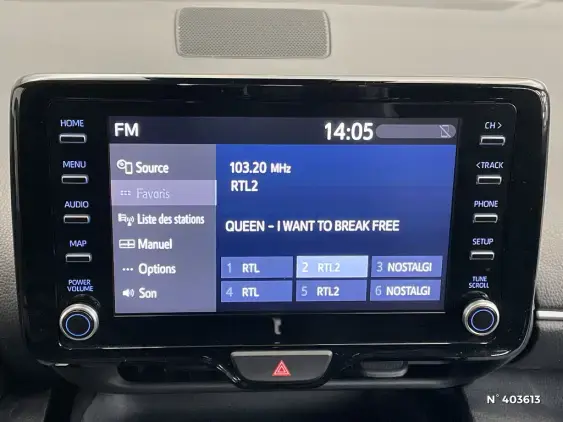 HOME
MENU
AUDIO
MAP
POWER
VOLUME
FM
14:05
Source
Favoris
Liste des stations
Manuel
Options
Son
103.20 MHz
RTL2
QUEEN - I WANT TO BREAK FREE
1 RTL
2 RTL2
3 NOSTALGI
4 RTL
5 RTL2
6 NOSTALGI
CH >
< TRACK
PHONE
SETUP
TUNE
SCROLL
N° 403613